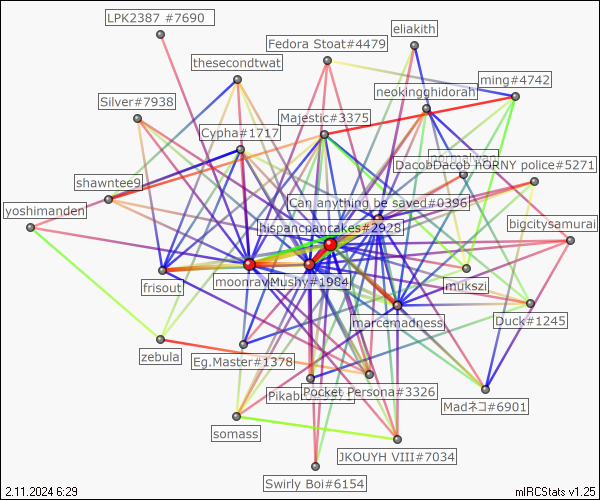 LPK2387 #7690
eliakith
Fedora Stoat#4479
thesecondtwat
ming#4742
neokingghidorah
Silver#7938
Majestic#3375
Cypha#1717
DacobDacob hORNY police#5271
shawntee9
Can anything be saved#0396
yoshimanden
bigcitysamurai
hispancpancakes#2928
moonrav
Mushy#1984
frisout
mukszi
marcemadness
Duck#1245
zebula
Eg.Master#1378
Pocket Persona#3326
Madネコ#6901
somass
JKOUYH VIII#7034
Swirly Boi#6154
2.11.2024 6:29
mIRCStats v1.25